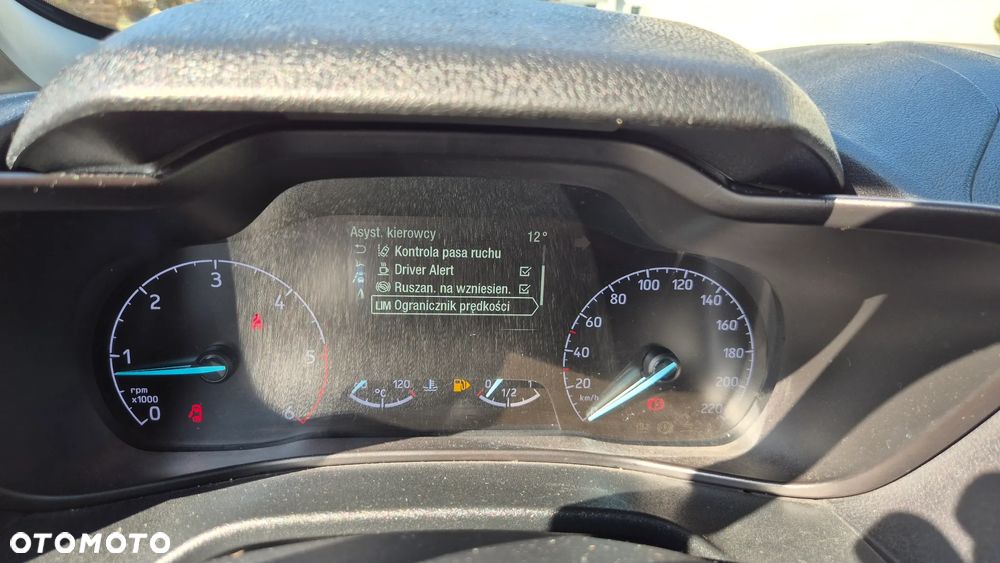 Asyst. kierowcy 12°
Kontrola pasa ruchu
Driver Alert
Ruszan. na wzniesien.
LIM Ogranicznik prędkości
0 1 2 3 4 5 6
rpm
x1000
120
°C
0 1/2 1
20 40 60 80 100 120 140 160 180 200 220
km/h
OTOMOTO